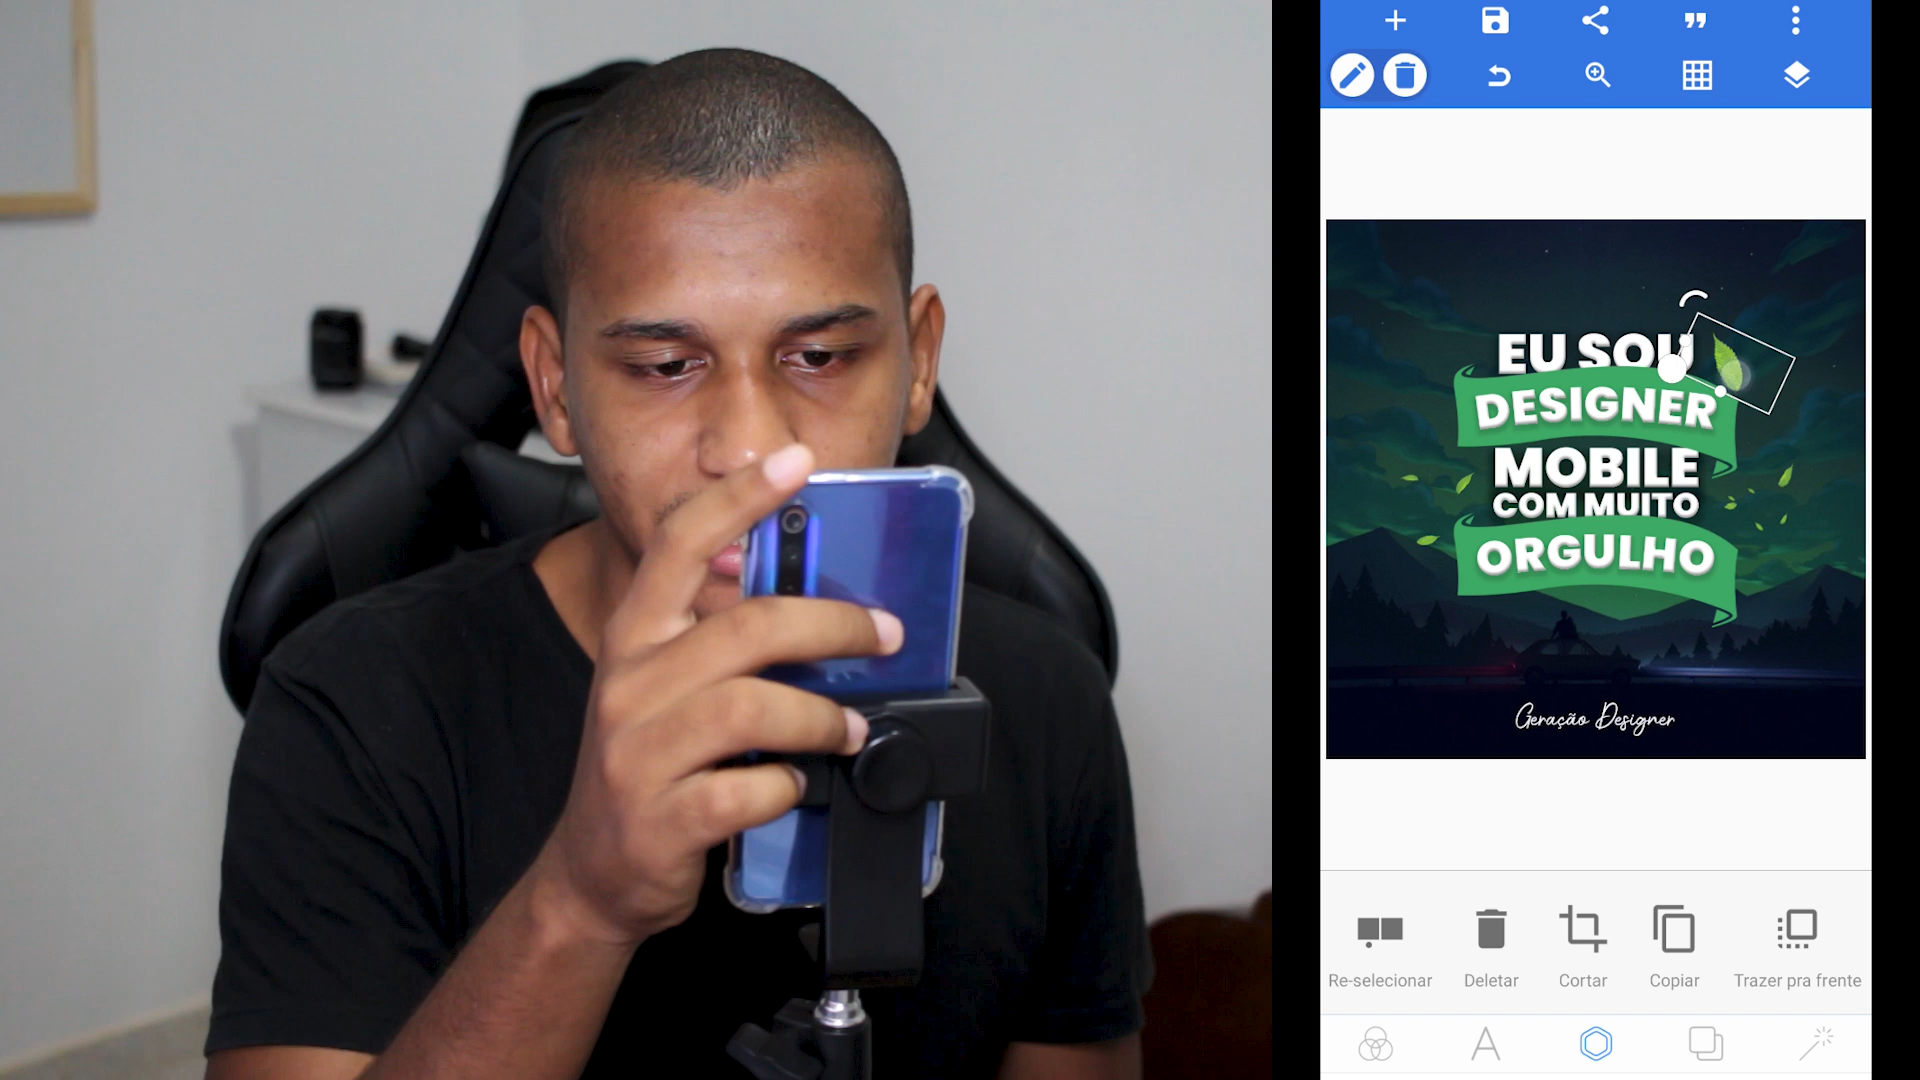 EU SOU
DESIGNER
MOBILE
COM MUITO
ORGULHO
Geração Designer
Re-selecionar
Deletar
Cortar
Copiar
Trazer pra frente